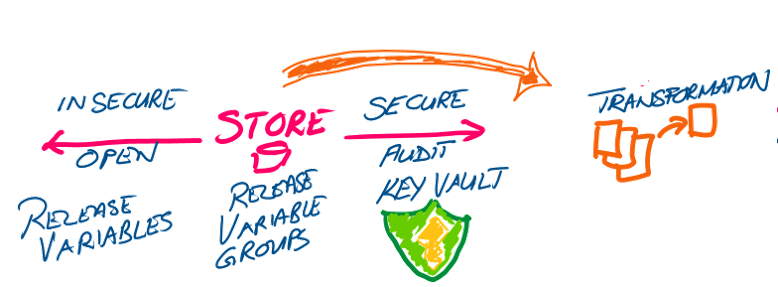 INSECURE
OPEN
RELEASE
VARIABLES
STORE
RELEASE
VARIABLE
GROUPS
SECURE
AUDIT
KEY VAULT
TRANSFORMATION